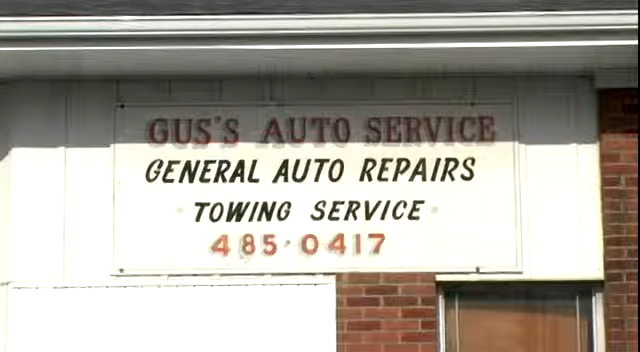 GUS'S AUTO SERVICE
GENERAL AUTO REPAIRS
· TOWING SERVICE ·
485·0417